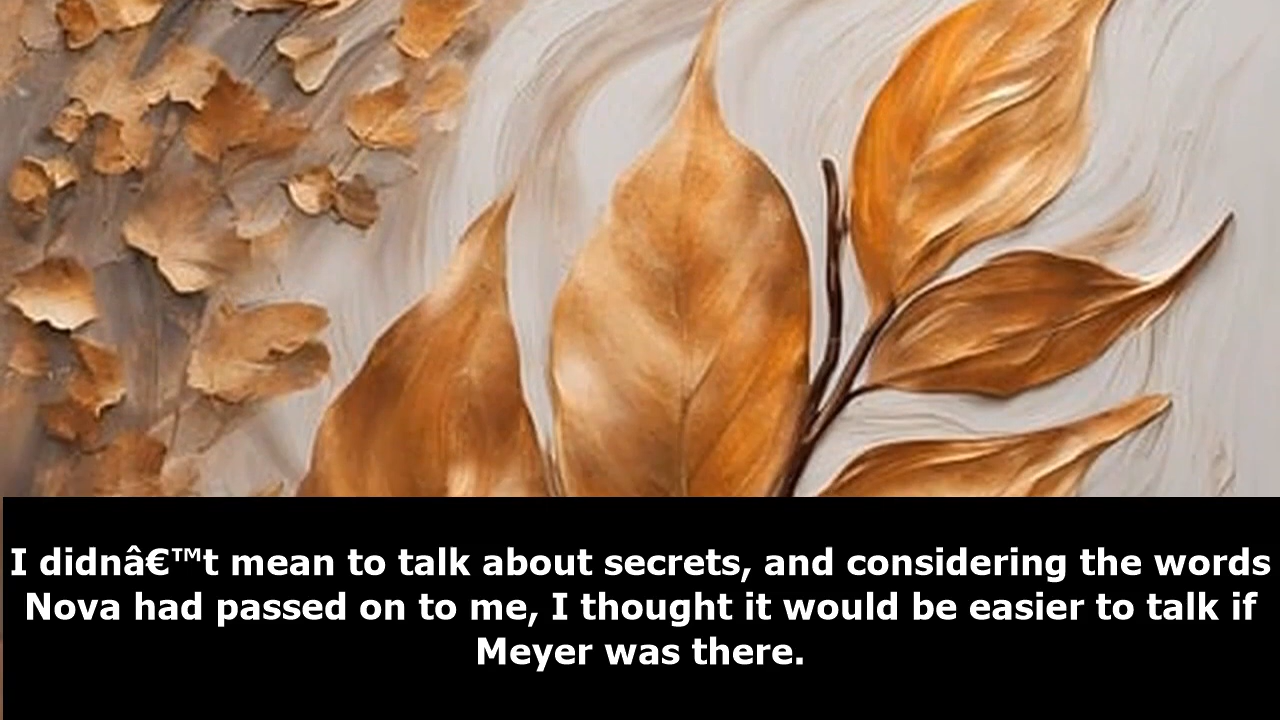 I didnâ€™t mean to talk about secrets, and considering the words
Nova had passed on to me, I thought it would be easier to talk if
Meyer was there.